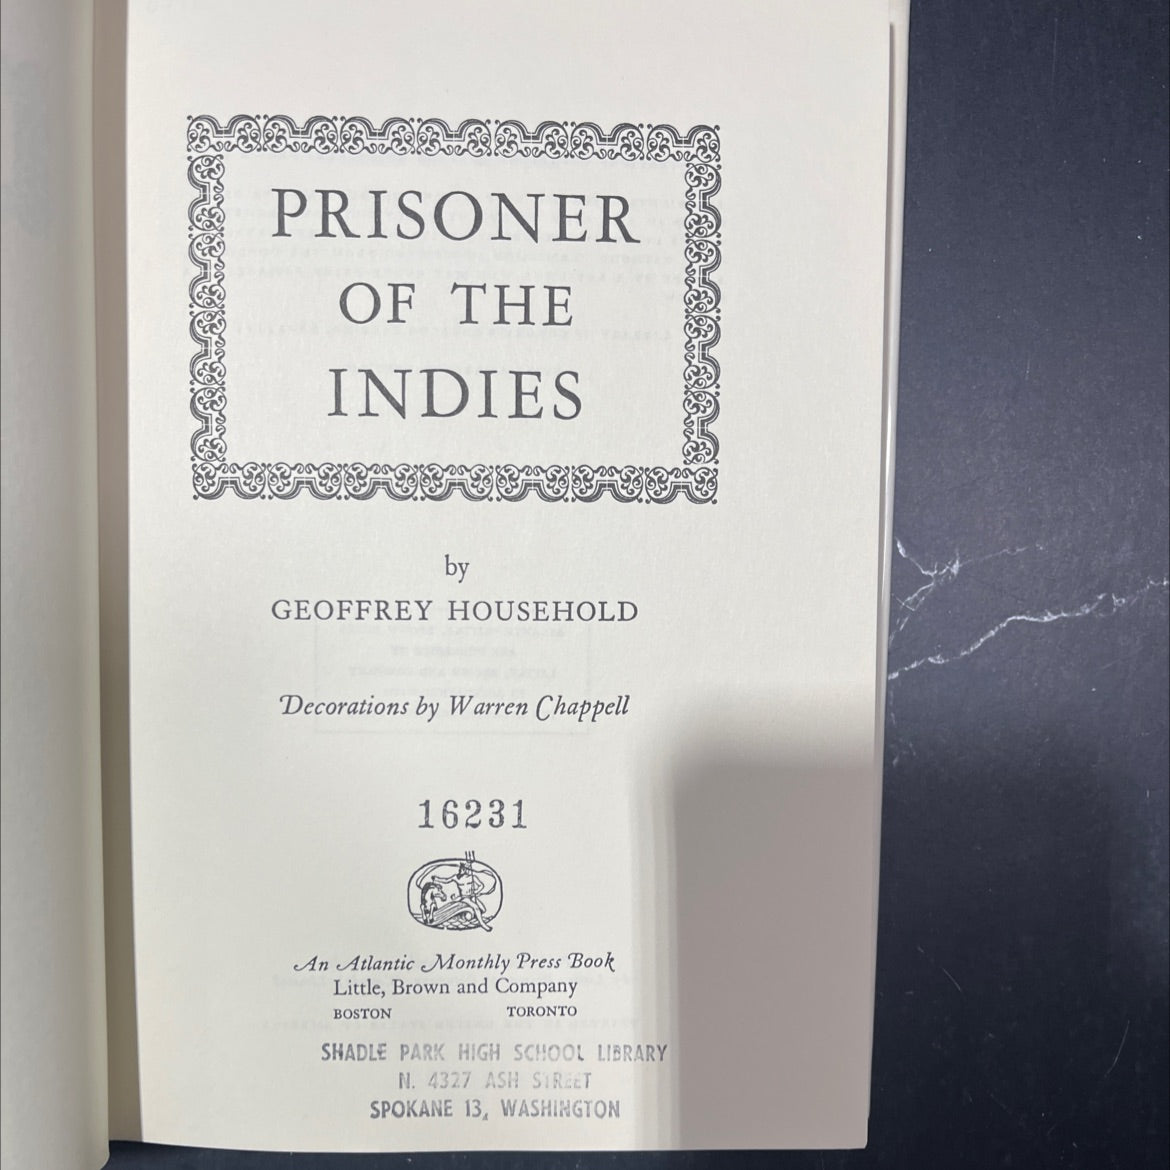 PRISONER
OF THE
INDIES
by
GEOFFREY HOUSEHOLD
Decorations by Warren Chappell
16231
An Atlantic Monthly Press Book
Little, Brown and Company
BOSTON TORONTO
SHADLE PARK HIGH SCHOOL LIBRARY
N. 4327 ASH STREET
SPOKANE 13, WASHINGTON